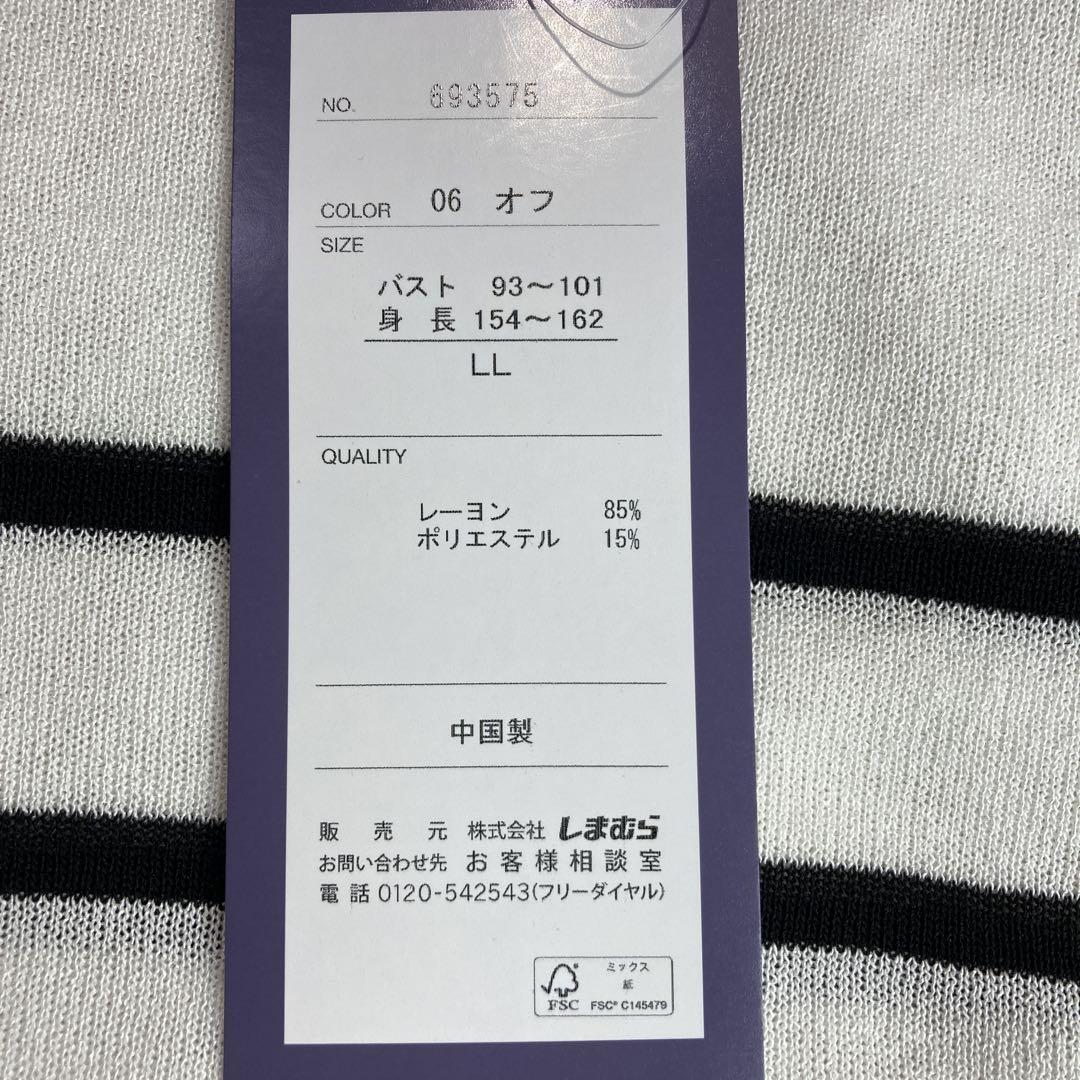 NO. 693575
COLOR 06 オフ
SIZE
バスト 93〜101
身長 154〜162
LL
QUALITY
レーヨン 85%
ポリエステル 15%
中国製
販売元 株式会社 しまむら
お問い合わせ先 お客様相談室
電話 0120-542543(フリーダイヤル)
ミックス
紙
FSC FSC® C145479